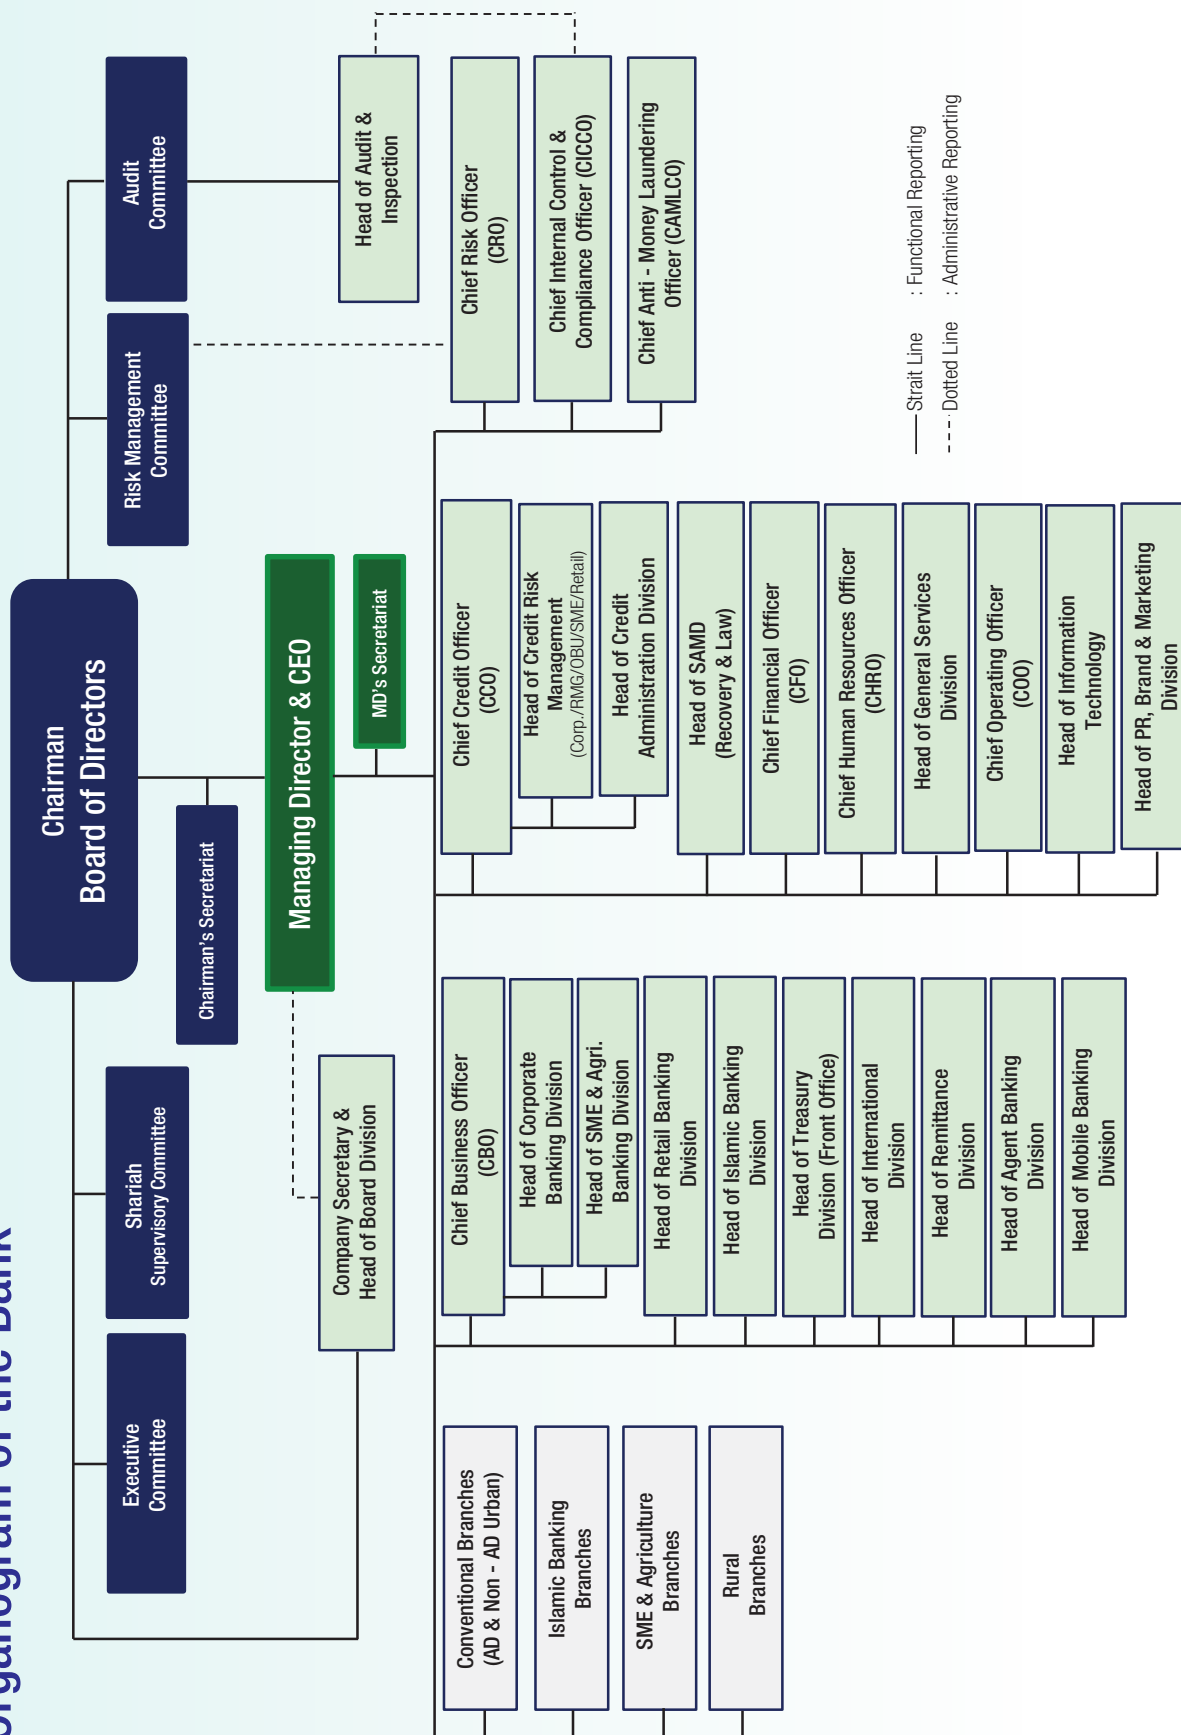 Organogram of the Bank
Chairman
Board of Directors
Executive
Committee
Shariah
Supervisory Committee
Risk Management
Committee
Audit
Committee
Chairman's Secretariat
Managing Director & CEO
Company Secretary &
Head of Board Division
MD's Secretariat
Head of Audit &
Inspection
Conventional Branches
(AD & Non - AD Urban)
Islamic Banking
Branches
SME & Agriculture
Branches
Rural
Branches
Chief Business Officer
(CBO)
Head of Corporate
Banking Division
Head of SME & Agri.
Banking Division
Head of Retail Banking
Division
Head of Islamic Banking
Division
Head of Treasury
Division (Front Office)
Head of International
Division
Head of Remittance
Division
Head of Agent Banking
Division
Head of Mobile Banking
Division
Chief Credit Officer
(CCO)
Head of Credit Risk
Management
(Corp./RMG/OBU/SME/Retail)
Head of Credit
Administration Division
Head of SAMD
(Recovery & Law)
Chief Financial Officer
(CFO)
Chief Human Resources Officer
(CHRO)
Head of General Services
Division
Chief Operating Officer
(COO)
Head of Information
Technology
Head of PR, Brand & Marketing
Division
Chief Risk Officer
(CRO)
Chief Internal Control &
Compliance Officer (CICCO)
Chief Anti - Money Laundering
Officer (CAMLCO)
Strait Line : Functional Reporting
Dotted Line : Administrative Reporting